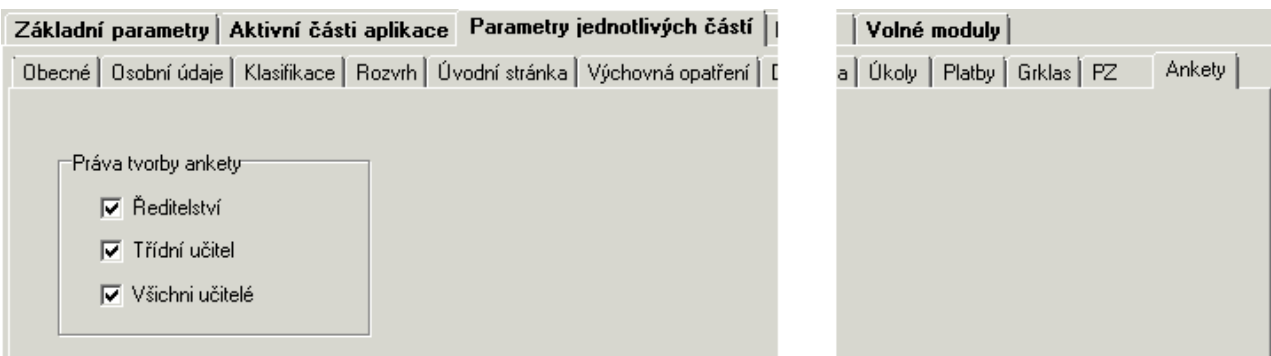 Základní parametry Aktivní části aplikace Parametry jednotlivých částí Volné moduly
Obecné Osobní údaje Klasifikace Rozvrh Úvodní stránka Výchovná opatření Úkoly Platby Grklas PZ Ankety
Práva tvorby ankety
Ředitelství
Třídní učitel
Všichni učitelé